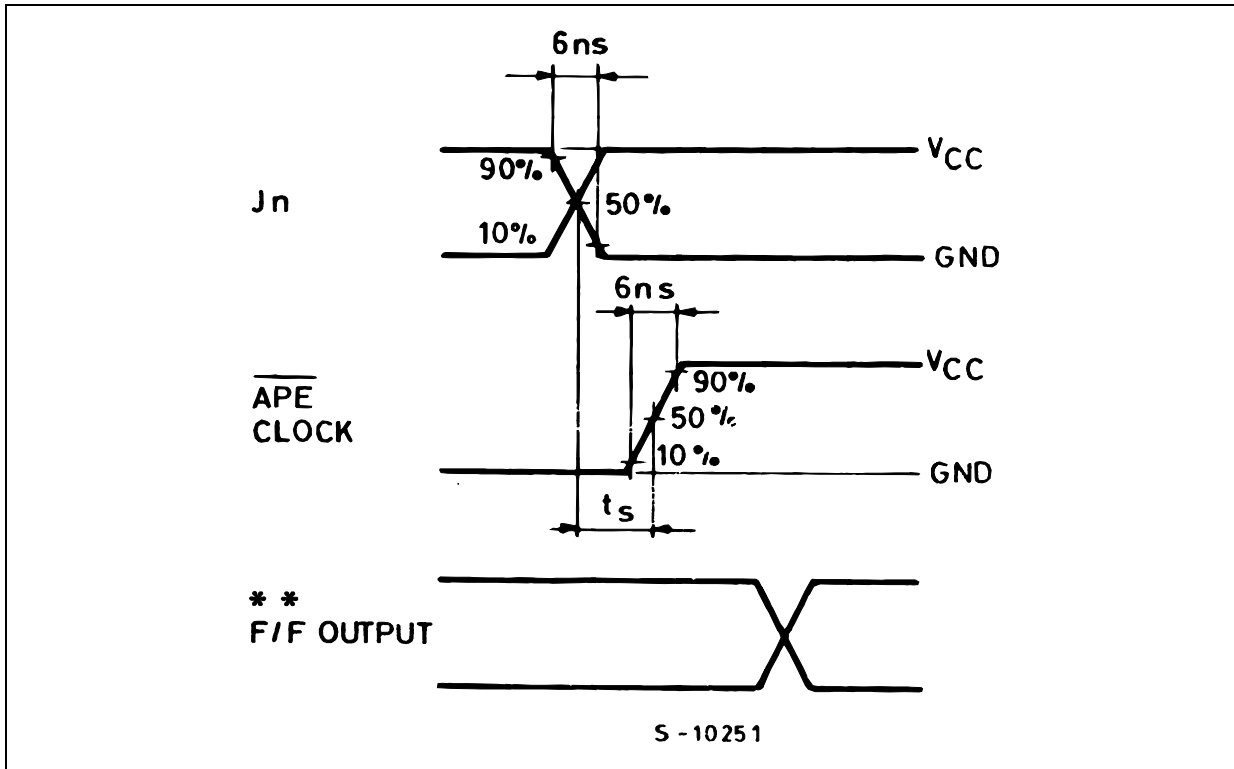 6ns
VCC
90%
Jn
50%
10%
GND
6ns
VCC
APE
90%
CLOCK
50%
10%
GND
ts
* *
F/F OUTPUT
S-10251